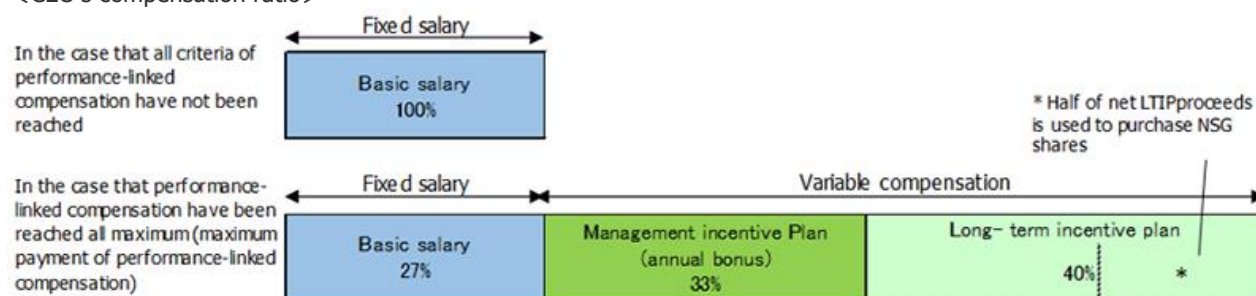 <CEO's compensation ratio>
Fixed salary
In the case that all criteria of
performance-linked
compensation have not been
reached
Basic salary
100%
* Half of net LTIPproceeds
is used to purchase NSG
shares
In the case that performance-
linked compensation have been
reached all maximum (maximum
payment of performance-linked
compensation)
Fixed salary
Variable compensation
Basic salary
27%
Management incentive Plan
(annual bonus)
33%
Long- term incentive plan
40%
*